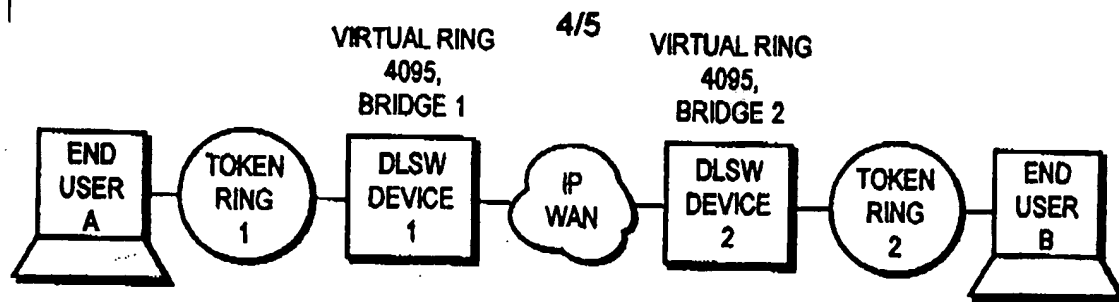 4/5
VIRTUAL RING
4095,
BRIDGE 1
VIRTUAL RING
4095,
BRIDGE 2
END
USER
A
TOKEN
RING
1
DLSW
DEVICE
1
IP
WAN
DLSW
DEVICE
2
TOKEN
RING
2
END
USER
B